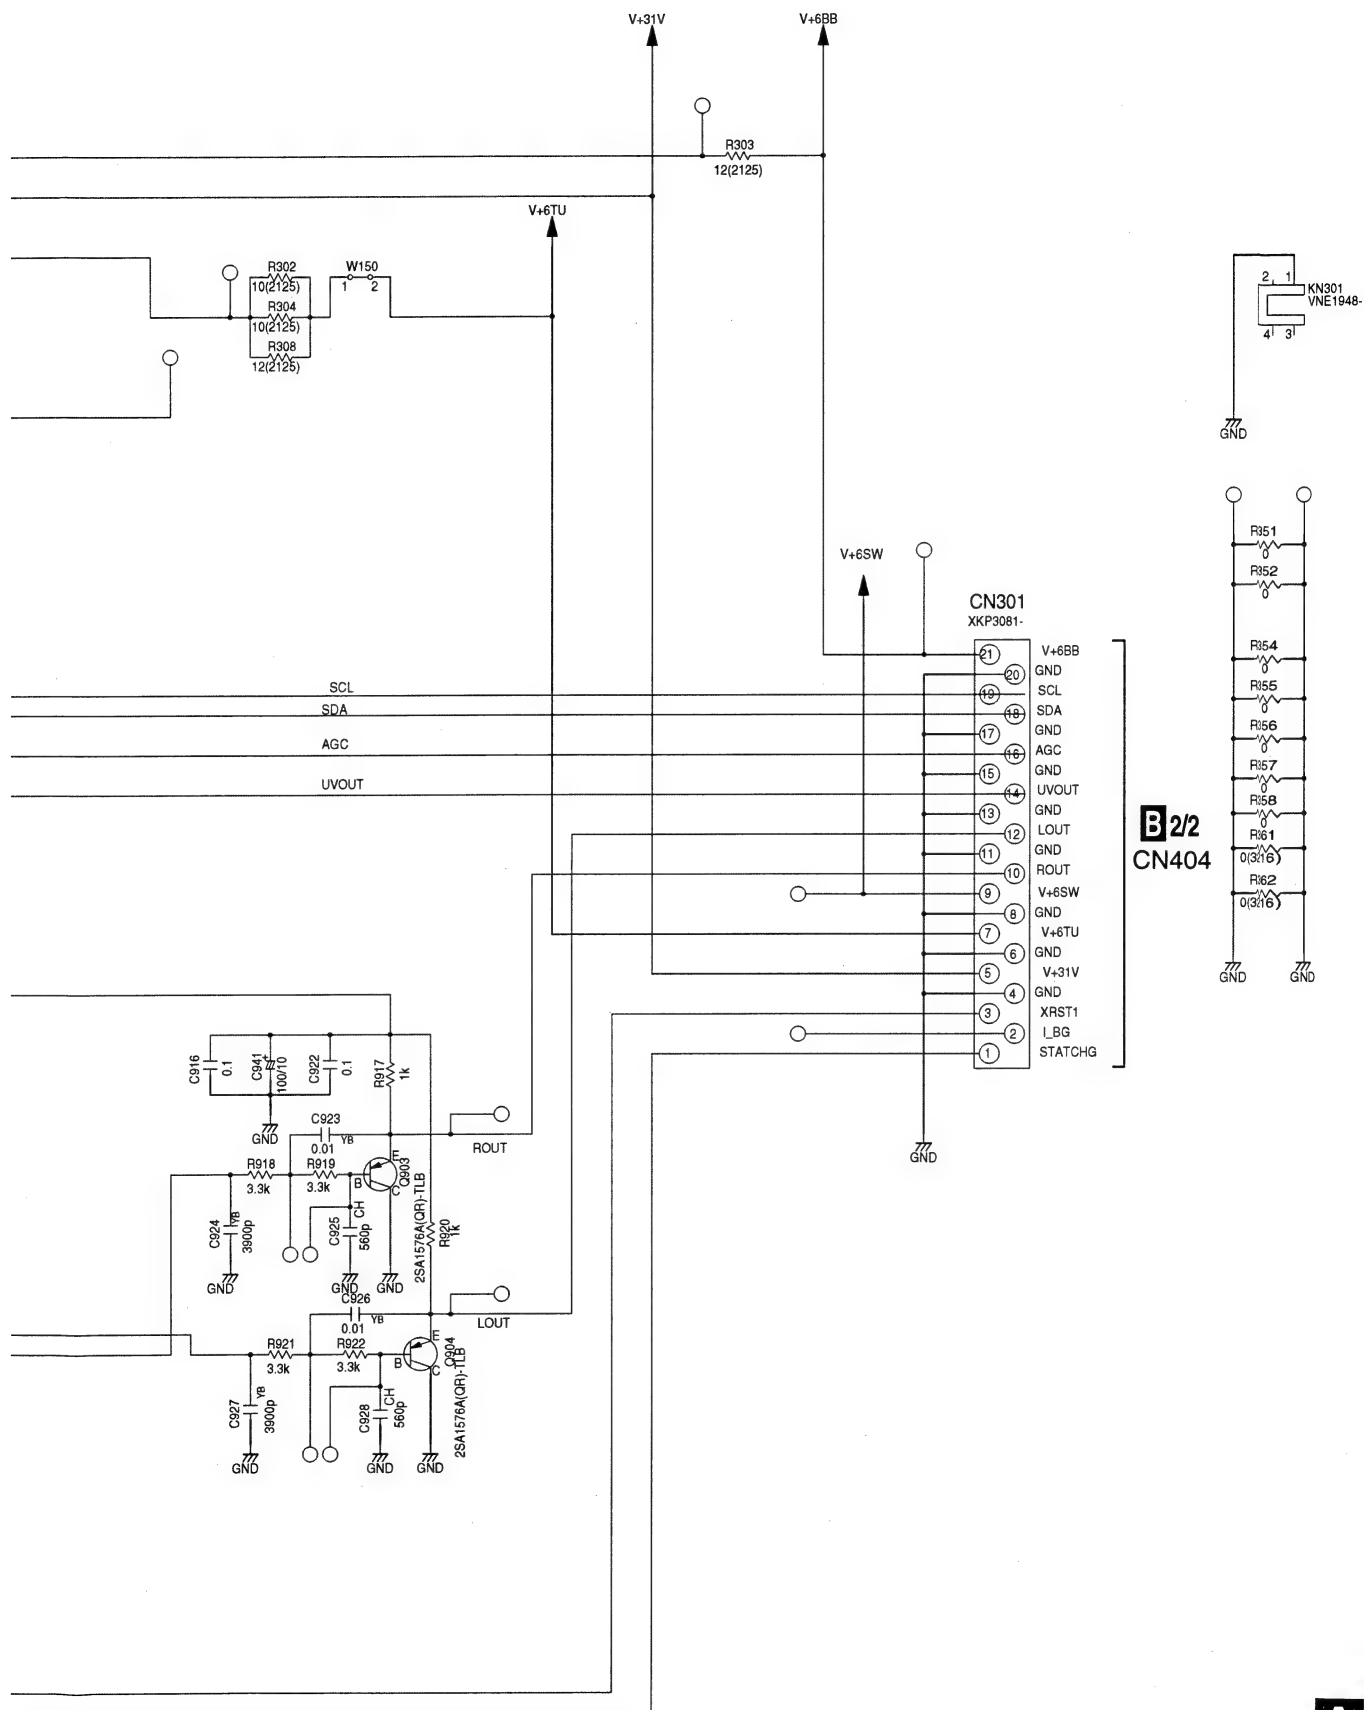 V+31V
V+6BB
R303
12(2125)
V+6TU
R302
10(2125)
W150
1 2
R304
10(2125)
R308
12(2125)
2 1
KN301
VNE1948-
4 3
GND
V+6SW
CN301
XKP3081-
21 V+6BB
20 GND
19 SCL
18 SDA
17 GND
16 AGC
15 GND
14 UVOUT
13 GND
12 LOUT
11 GND
10 ROUT
9 V+6SW
8 GND
7 V+6TU
6 GND
5 V+31V
4 GND
3 XRST1
2 I_BG
1 STATCHG
GND
SCL
SDA
AGC
UVOUT
B 2/2
CN404
R351
0
R352
0
R354
0
R355
0
R356
0
R357
0
R358
0
R361
0(3216)
R362
0(3216)
GND
GND
C916
0.1
C941
+
100/10
C922
0.1
R917
1k
GND
C923
0.01
YB
ROUT
R918
3.3k
R919
3.3k
E
B
C
Q903
2SA1576A(QR)-TLB
C924
YB
3900p
GND
C925
CH
560p
GND
GND
R920
1k
C926
0.01
YB
LOUT
R921
3.3k
R922
3.3k
E
B
C
Q904
2SA1576A(QR)-TLB
C927
YB
3900p
GND
C928
CH
560p
GND
GND